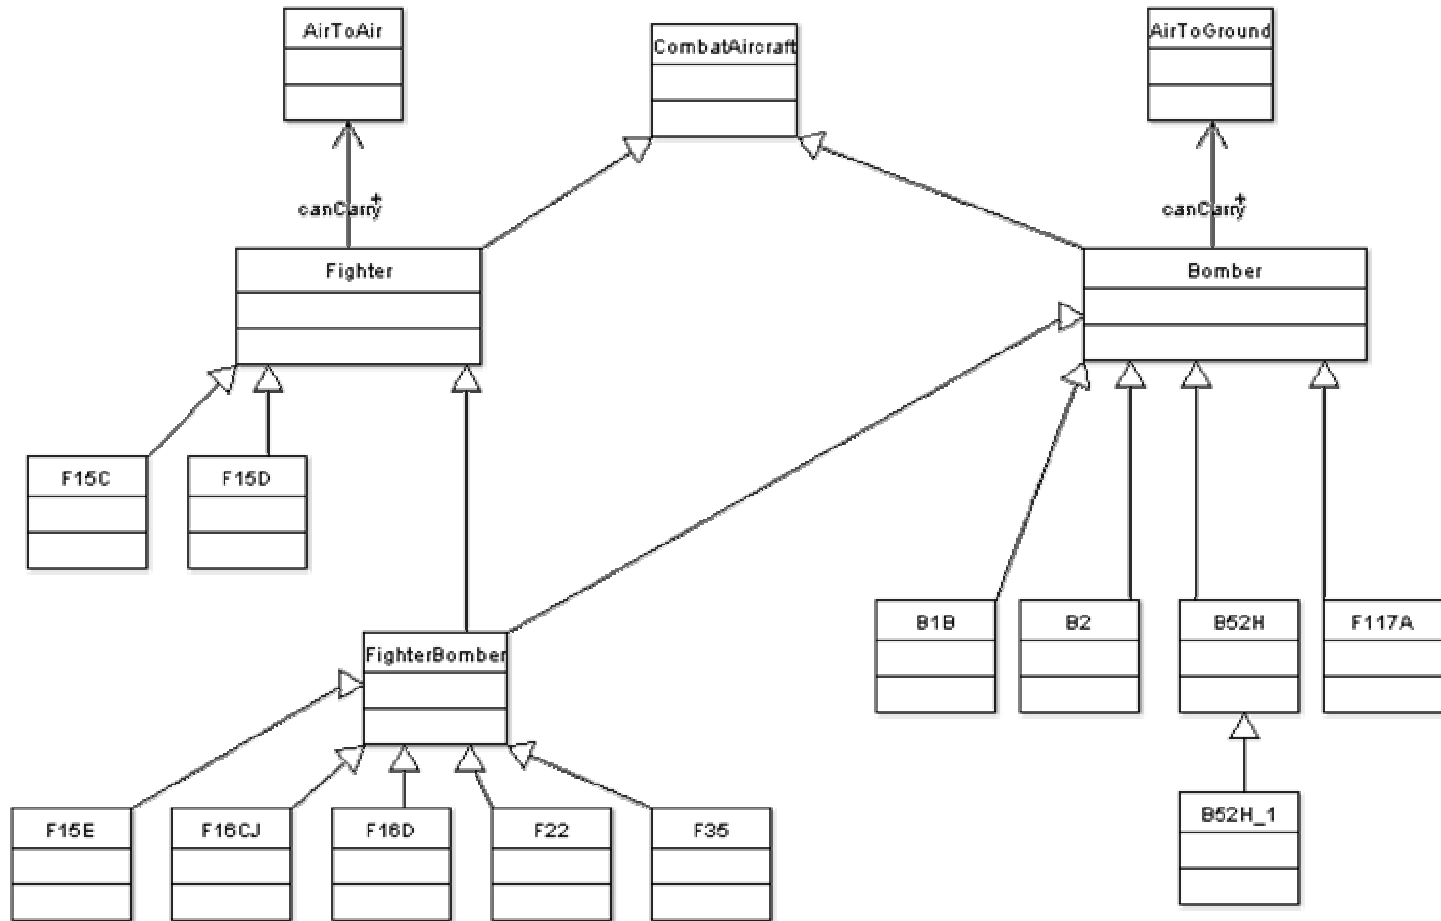 AirToAir
CombatAircraft
AirToGround
canCarry
*
canCarry
*
Fighter
Bomber
F15C
F15D
B1B
B2
B52H
F117A
FighterBomber
F15E
F16CJ
F16D
F22
F35
B52H_1